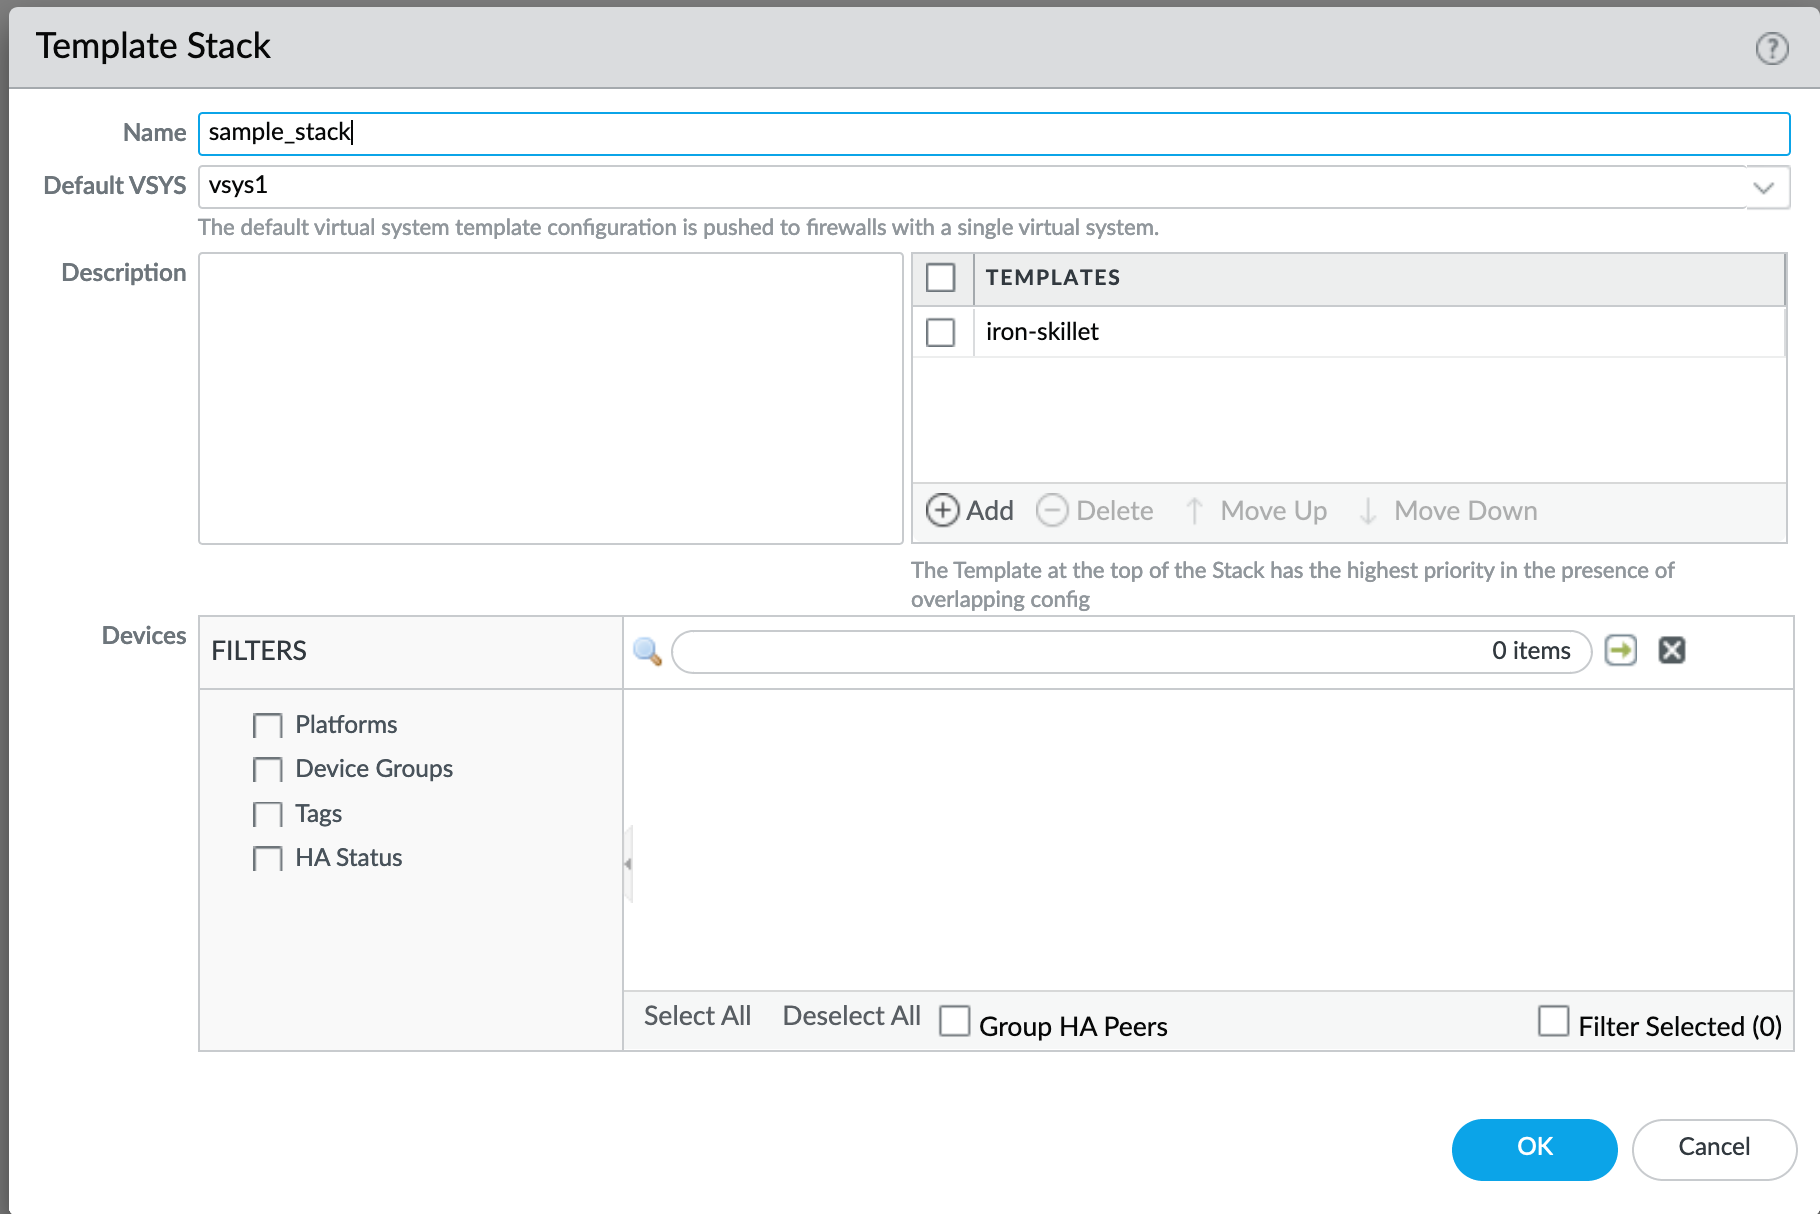 Template Stack
?
Name sample_stack
Default VSYS vsys1
The default virtual system template configuration is pushed to firewalls with a single virtual system.
Description
TEMPLATES
iron-skillet
Add Delete Move Up Move Down
The Template at the top of the Stack has the highest priority in the presence of
overlapping config
Devices
FILTERS
0 items
Platforms
Device Groups
Tags
HA Status
Select All Deselect All Group HA Peers Filter Selected (0)
OK Cancel